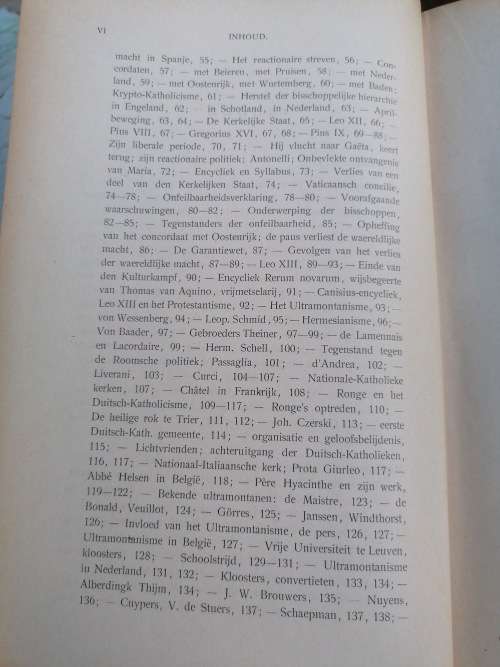 VI
INHOUD.
macht in Spanje, 55; — Het reactionaire streven, 56; — Con-
cordaten, 57; — met Beieren, met Pruisen, 58; — met Neder-
land, 59; — met Oostenrijk, met Wurtemberg, 60; — met Baden;
Krypto-Katholicisme, 61; — Herstel der bisschoppelijke hierarchie
in Engeland, 62; — in Schotland, in Nederland, 63; — April-
beweging, 63, 64; — De Kerkelijke Staat, 65; — Leo XII, 66; —
Pius VIII, 67; — Gregorius XVI, 67, 68; — Pius IX, 69—88; —
Zijn liberale periode, 70, 71; — Hij vlucht naar Gaëta, keert
terug; zijn reactionaire politiek; Antonelli; Onbevlekte ontvangenis
van Maria, 72; — Encycliek en Syllabus, 73; — Verlies van een
deel van den Kerkelijken Staat, 74; — Vaticaansch concilie,
74—78; — Onfeilbaarheidsverklaring, 78—80; — Voorafgaande
waarschuwingen, 80—82; — Onderwerping der bisschoppen,
82—85; — Tegenstanders der onfeilbaarheid, 85; — Opheffing
van het concordaat met Oostenrijk; de paus verliest de waereldlijke
macht, 86; — De Garantiewet, 87; — Gevolgen van het verlies
der waereldlijke macht, 87—89; — Leo XIII, 89—93; — Einde van
den Kulturkampf, 90; — Encycliek Rerum novarum, wijsbegeerte
van Thomas van Aquino, vrijmetselarij, 91; — Canisius-encycliek,
Leo XIII en het Protestantisme, 92; — Het Ultramontanisme, 93; —
von Wessenberg, 94; — Leop. Schmid, 95; — Hermesianisme, 96; —
Von Baader, 97; — Gebroeders Theiner, 97—99; — de Lamennais
en Lacordaire, 99; — Herm. Schell, 100; — Tegenstand tegen
de Roomsche politiek; Passaglia, 101; — d'Andrea, 102; —
Liverani, 103; — Curci, 104—107; — Nationale-Katholieke
kerken, 107; — Châtel in Frankrijk, 108; — Ronge en het
Duitsch-Katholicisme, 109—117; — Ronge's optreden, 110; —
De heilige rok te Trier, 111, 112; — Joh. Czerski, 113; — eerste
Duitsch-Kath. gemeente, 114; — organisatie en geloofsbelijdenis,
115; — Lichtvrienden; achteruitgang der Duitsch-Katholieken,
116, 117; — Nationaal-Italiaansche kerk; Prota Giurleo, 117; —
Abbé Helsen in België, 118; — Père Hyacinthe en zijn werk,
119—122; — Bekende ultramontanen: de Maistre, 123; — de
Bonald, Veuillot, 124; — Görres, 125; — Janssen, Windthorst,
126; — Invloed van het Ultramontanisme, de pers, 126, 127; —
Ultramontanisme in België, 127; — Vrije Universiteit te Leuven,
kloosters, 128; — Schoolstrijd, 129—131; — Ultramontanisme
in Nederland, 131, 132; — Kloosters, convertieten, 133, 134; —
Alberdingk Thijm, 134; — J. W. Brouwers, 135; — Nuyens,
136; — Cuypers, V. de Stuers, 137; — Schaepman, 137, 138; —